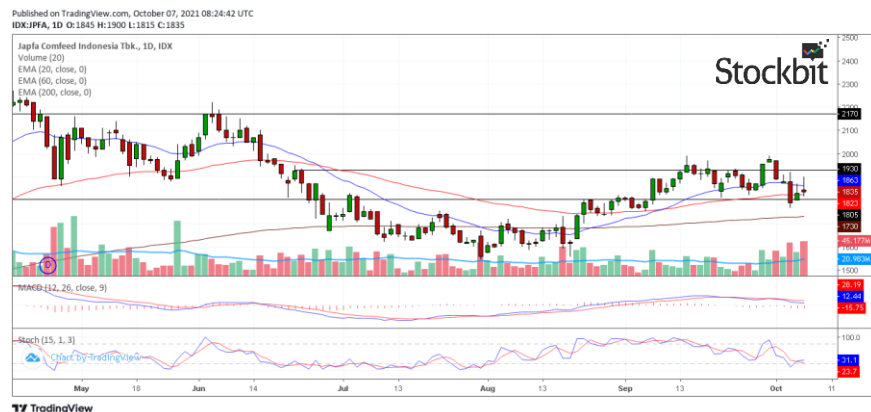 Published on TradingView.com, October 07, 2021 08:24:42 UTC
IDX:JPFA, 1D O:1845 H:1900 L:1815 C:1835
Japfa Comfeed Indonesia Tbk., 1D, IDX
Volume (20)
EMA (20, close, 0)
EMA (60, close, 0)
EMA (200, close, 0)
Stockbit
2500
2400
2300
2200
2170
2100
2000
1930
1863
1835
1823
1805
1730
45.177M
1600
20.983M
1500
D
MACD (12, 26, close, 9)
28.19
12.44
-15.75
Stoch (15, 1, 3)
100.0
Chart by TradingView
31.1
23.7
May 18 Jun 14 Jul 13 Aug 13 Sep 13 Oct 11
TradingView